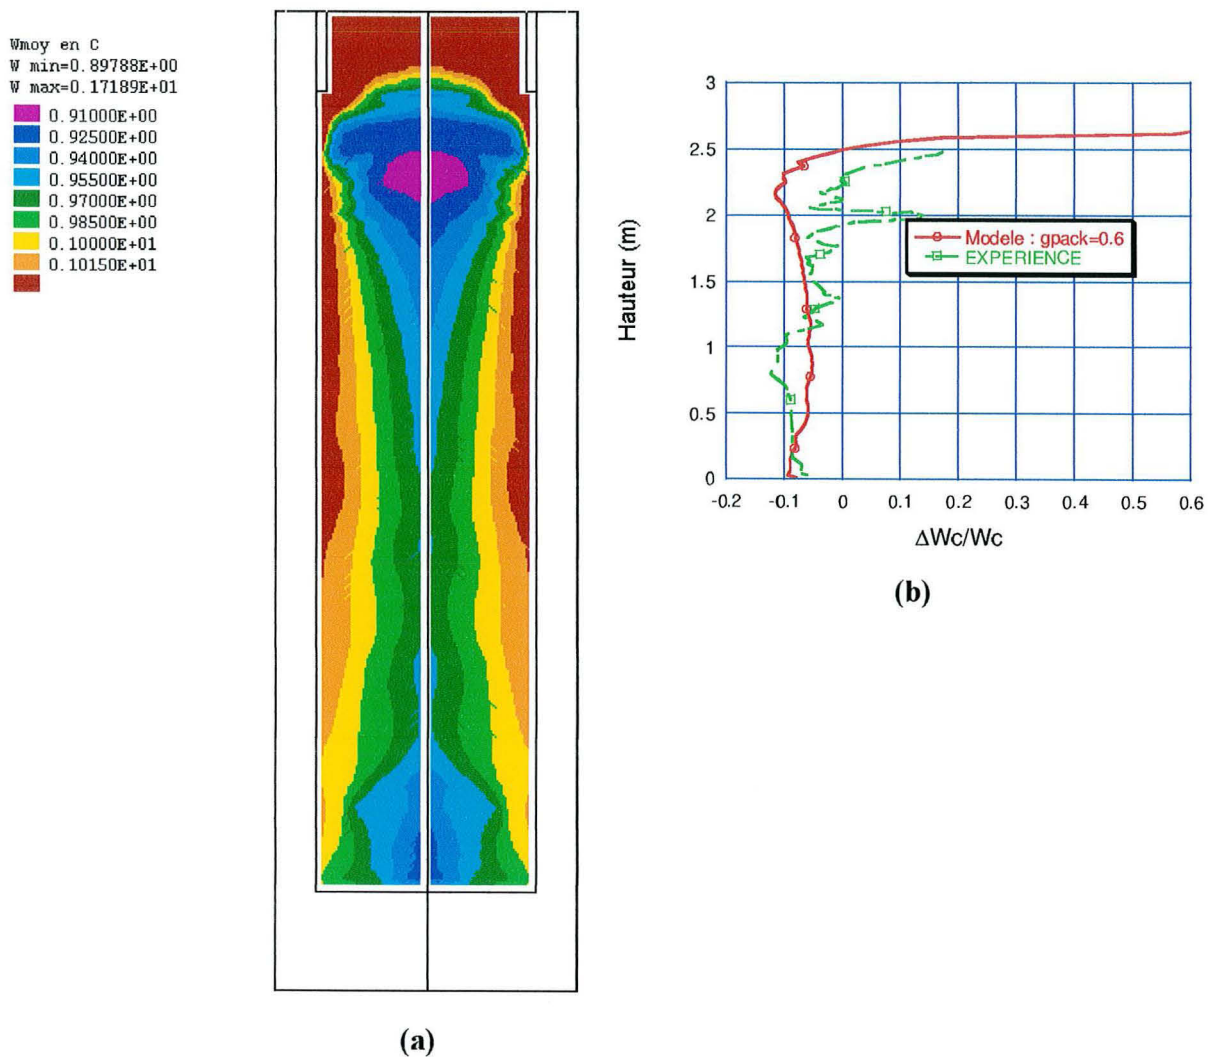 Wmoy en C
W min=0.89788E+00
W max=0.17189E+01
0.91000E+00
0.92500E+00
0.94000E+00
0.95500E+00
0.97000E+00
0.98500E+00
0.10000E+01
0.10150E+01
(a)
3
2.5
2
1.5
1
0.5
0
Hauteur (m)
Modele : gpack=0.6
EXPERIENCE
-0.2 -0.1 0 0.1 0.2 0.3 0.4 0.5 0.6
ΔWc/Wc
(b)